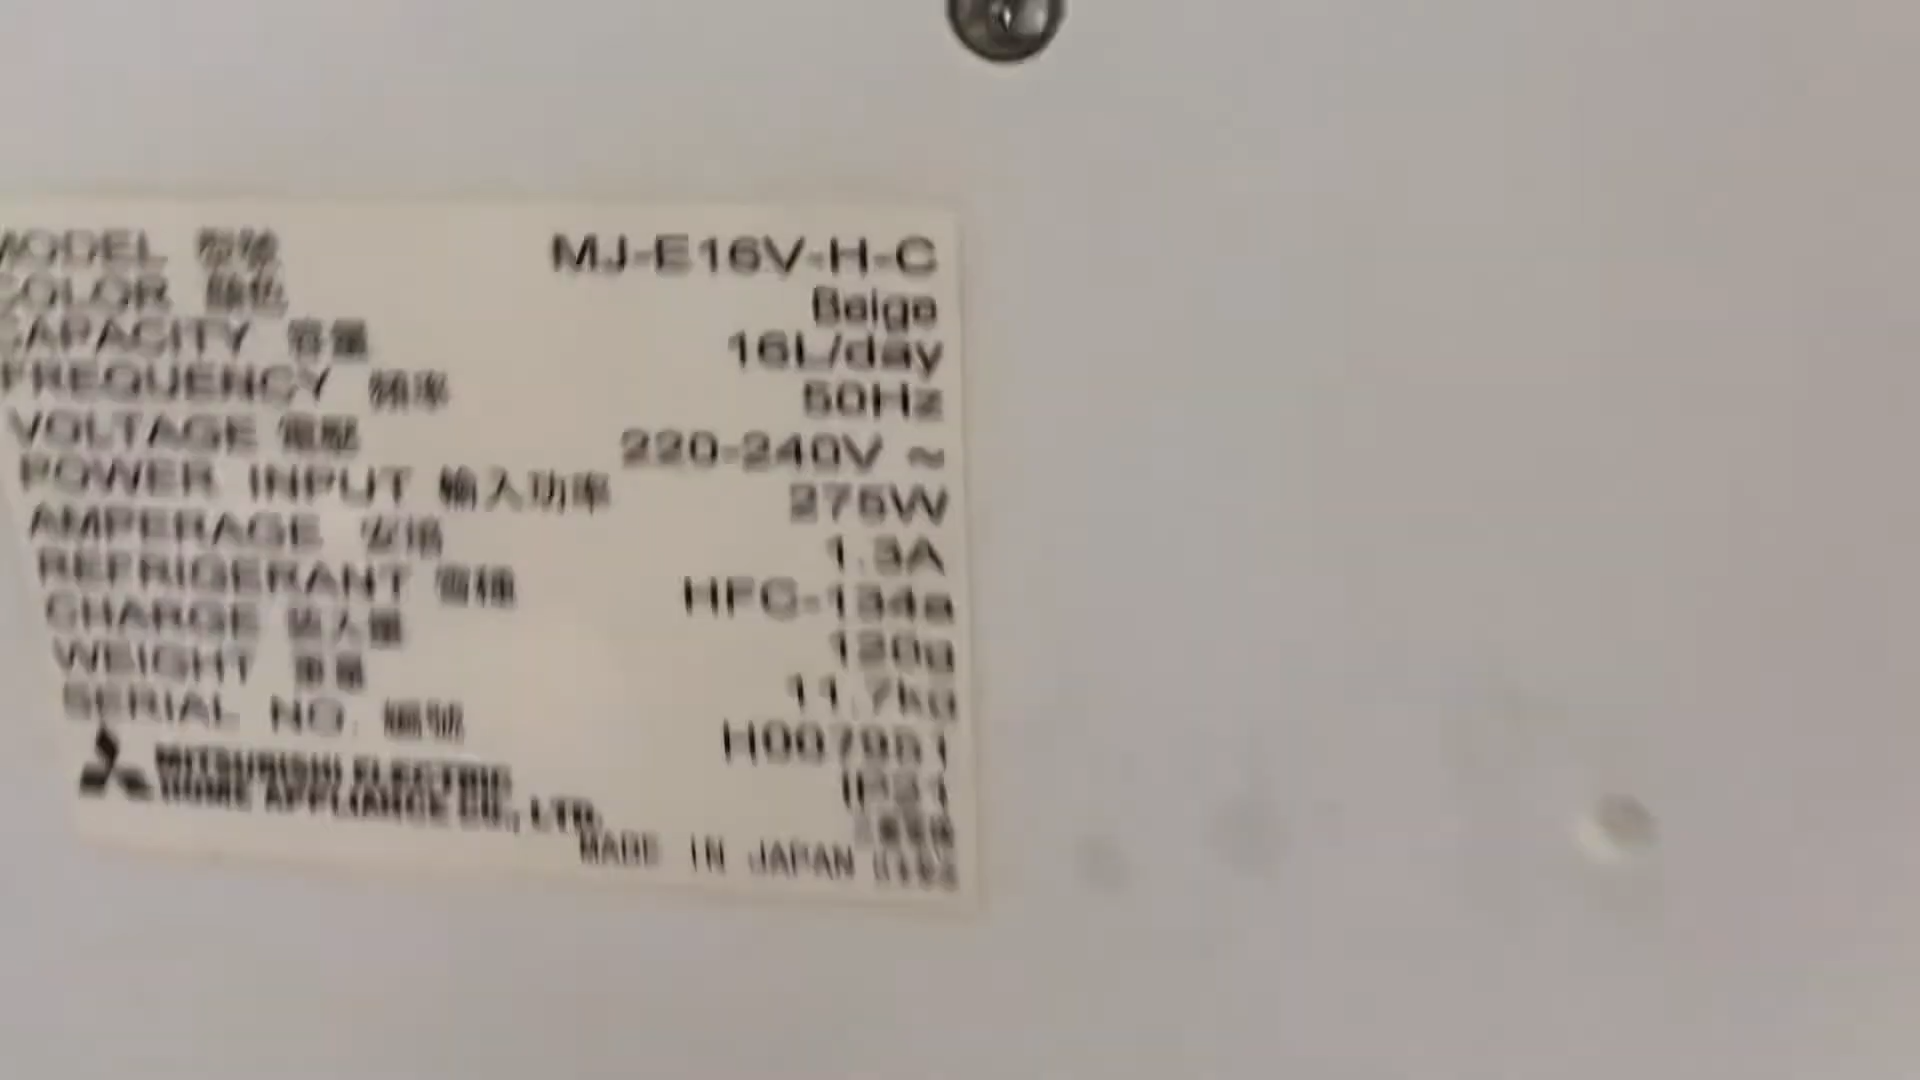 MODEL 型號 MJ-E16V-H-C
COLOR 顏色 Beige
CAPACITY 容量 16L/day
FREQUENCY 頻率 50Hz
VOLTAGE 電壓 220-240V ~
POWER INPUT 輸入功率 275W
AMPERAGE 安培 1.3A
REFRIGERANT 雪種 HFC-134a
CHARGE 注入量 120g
WEIGHT 重量 11.7kg
SERIAL NO. 編號
IP21
MITSUBISHI ELECTRIC
HOME APPLIANCE CO., LTD.
MADE IN JAPAN